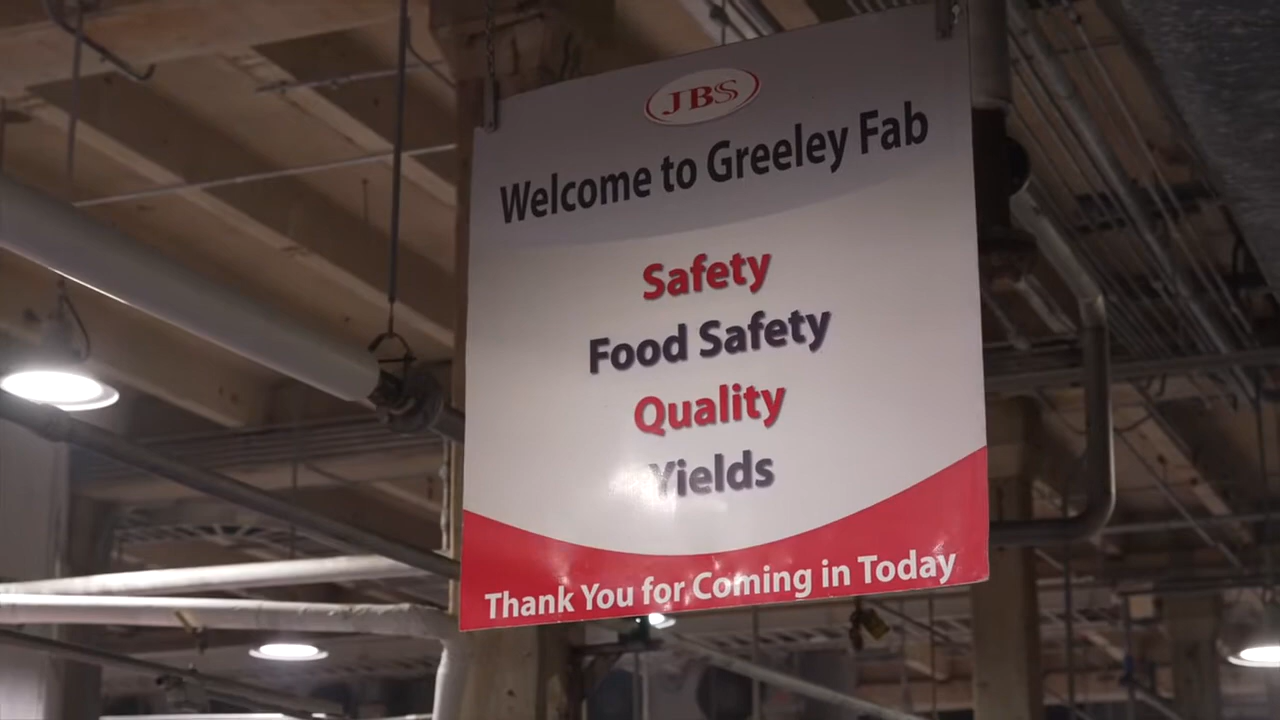 JBS
Welcome to Greeley Fab
Safety
Food Safety
Quality
Yields
Thank You for Coming in Today